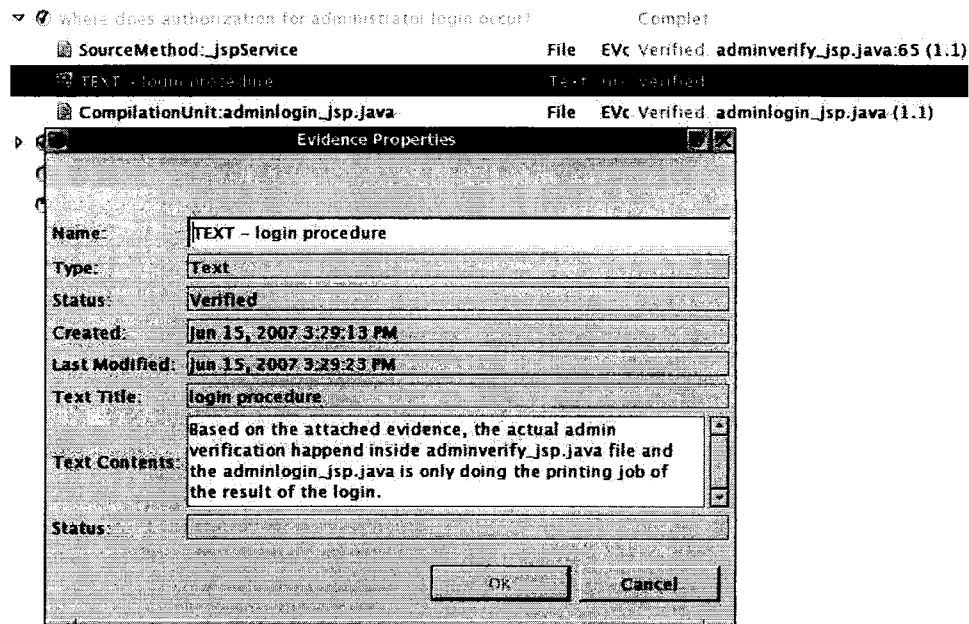 Where does authorization for administrator login occur? Complet
SourceMethod:_jspService File EVc Verified. adminverify_jsp.java:65 (1.1)
TEXT - login procedure Text verified
CompilationUnit:adminlogin_jsp.java File EVc Verified. adminlogin_jsp.java (1.1)
Evidence Properties
Name: TEXT - login procedure
Type: Text
Status: Verified
Created: Jun 15, 2007 3:29:13 PM
Last Modified: Jun 15, 2007 3:29:23 PM
Text Title: login procedure
Text Contents: Based on the attached evidence, the actual admin
verification happend inside adminverify_jsp.java file and
the adminlogin_jsp.java is only doing the printing job of
the result of the login.
Status:
OK Cancel